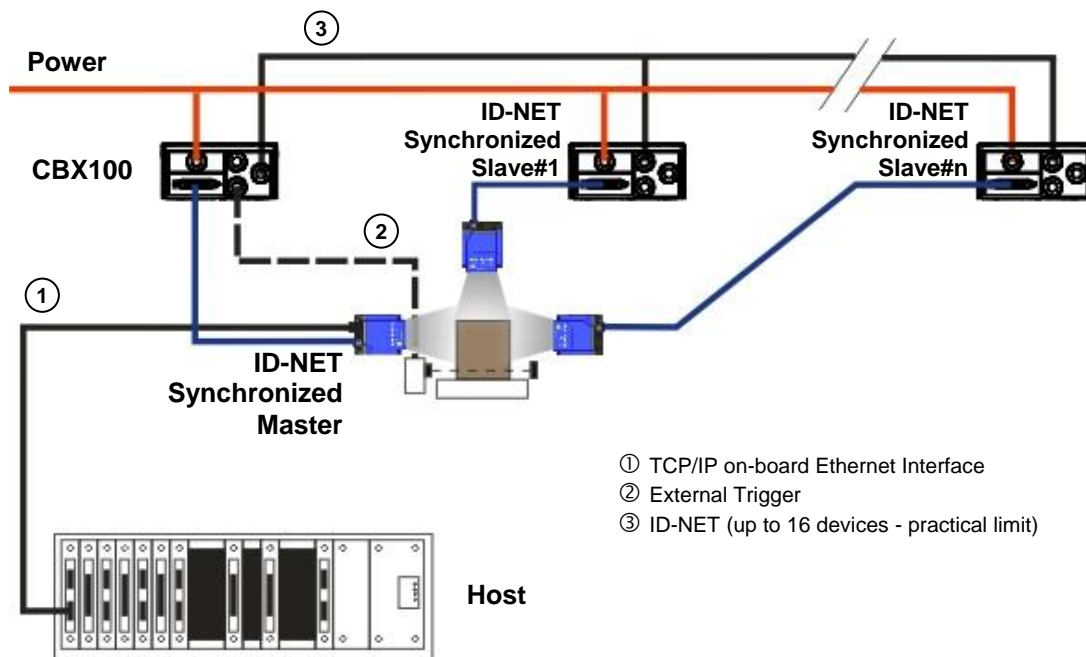 ③
Power
ID-NET
Synchronized
Slave#1
ID-NET
Synchronized
Slave#n
CBX100
②
①
ID-NET
Synchronized
Master
① TCP/IP on-board Ethernet Interface
② External Trigger
③ ID-NET (up to 16 devices - practical limit)
Host